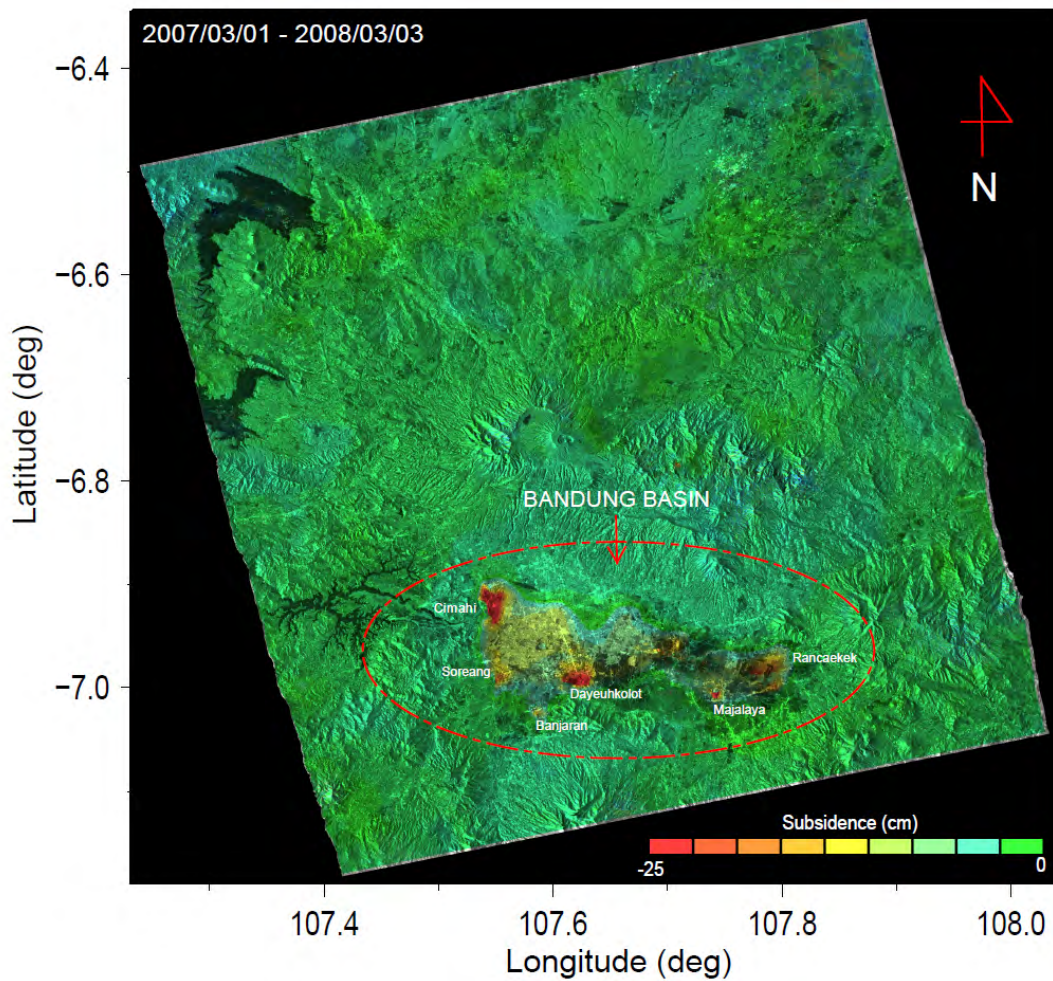 2007/03/01 - 2008/03/03
N
−6.4
−6.6
−6.8
−7.0
Latitude (deg)
BANDUNG BASIN
Cimahi
Soreang
Dayeuhkolot
Banjaran
Rancaekek
Majalaya
Subsidence (cm)
-25 0
107.4 107.6 107.8 108.0
Longitude (deg)